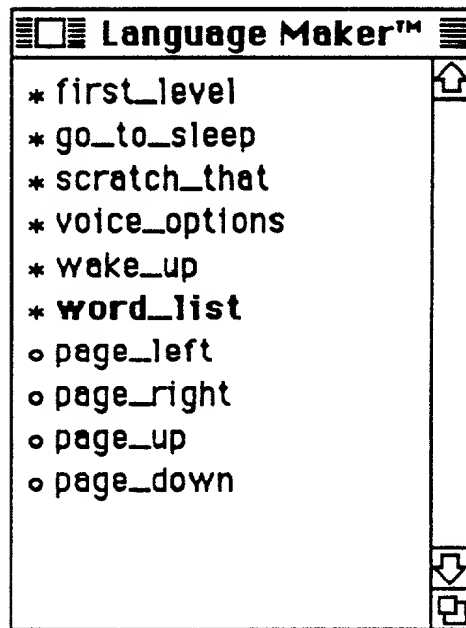 Language Maker™
* first_level
* go_to_sleep
* scratch_that
* voice_options
* wake_up
* word_list
o page_left
o page_right
o page_up
o page_down